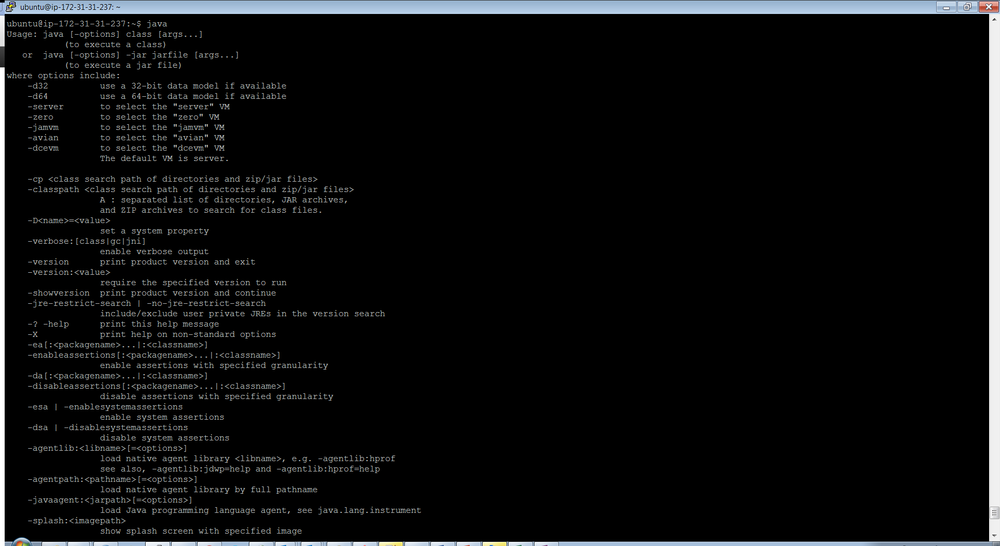 ubuntu@ip-172-31-31-237: ~
ubuntu@ip-172-31-31-237:~$ java
Usage: java [-options] class [args...]
           (to execute a class)
   or  java [-options] -jar jarfile [args...]
           (to execute a jar file)
where options include:
    -d32          use a 32-bit data model if available
    -d64          use a 64-bit data model if available
    -server       to select the "server" VM
    -zero         to select the "zero" VM
    -jamvm        to select the "jamvm" VM
    -avian        to select the "avian" VM
    -dcevm        to select the "dcevm" VM
                  The default VM is server.

    -cp <class search path of directories and zip/jar files>
    -classpath <class search path of directories and zip/jar files>
                  A : separated list of directories, JAR archives,
                  and ZIP archives to search for class files.
    -D<name>=<value>
                  set a system property
    -verbose:[class|gc|jni]
                  enable verbose output
    -version      print product version and exit
    -version:<value>
                  require the specified version to run
    -showversion  print product version and continue
    -jre-restrict-search | -no-jre-restrict-search
                  include/exclude user private JREs in the version search
    -? -help      print this help message
    -X            print help on non-standard options
    -ea[:<packagename>...|:<classname>]
    -enableassertions[:<packagename>...|:<classname>]
                  enable assertions with specified granularity
    -da[:<packagename>...|:<classname>]
    -disableassertions[:<packagename>...|:<classname>]
                  disable assertions with specified granularity
    -esa | -enablesystemassertions
                  enable system assertions
    -dsa | -disablesystemassertions
                  disable system assertions
    -agentlib:<libname>[=<options>]
                  load native agent library <libname>, e.g. -agentlib:hprof
                  see also, -agentlib:jdwp=help and -agentlib:hprof=help
    -agentpath:<pathname>[=<options>]
                  load native agent library by full pathname
    -javaagent:<jarpath>[=<options>]
                  load Java programming language agent, see java.lang.instrument
    -splash:<imagepath>
                  show splash screen with specified image